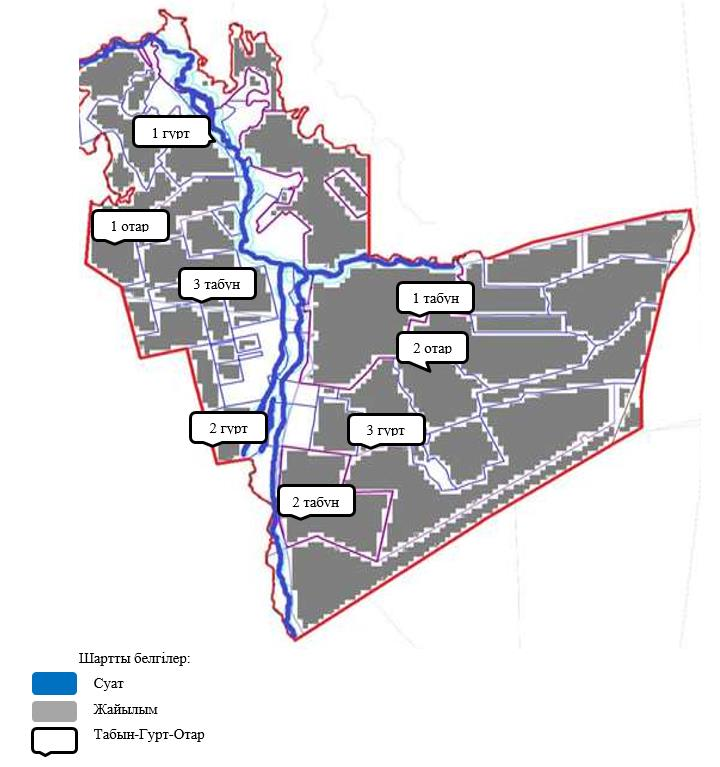 1 гурт
1 отар
3 табун
1 табун
2 отар
2 гурт
3 гурт
2 табун
Шартты белгілер:
Суат
Жайылым
Табын-Гурт-Отар